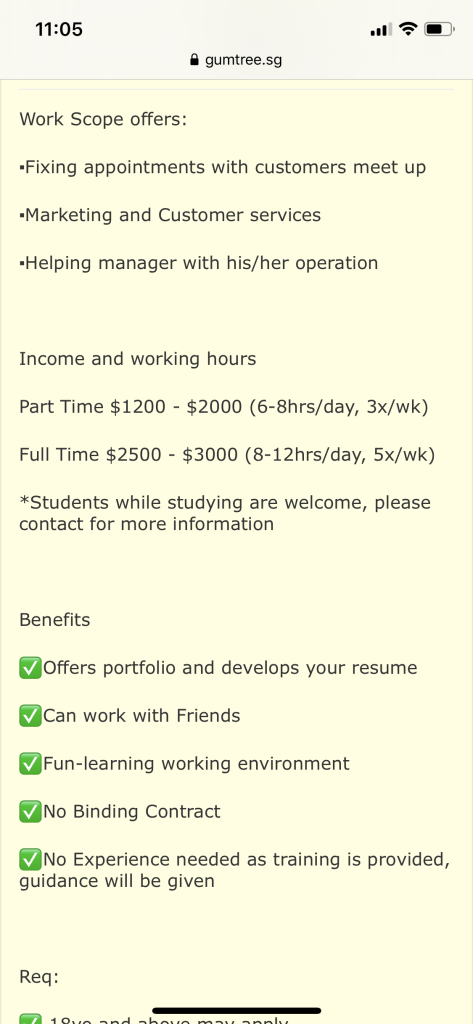 11:05
gumtree.sg
Work Scope offers:
▪Fixing appointments with customers meet up
▪Marketing and Customer services
▪Helping manager with his/her operation
Income and working hours
Part Time $1200 - $2000 (6-8hrs/day, 3x/wk)
Full Time $2500 - $3000 (8-12hrs/day, 5x/wk)
*Students while studying are welcome, please
contact for more information
Benefits
✅Offers portfolio and develops your resume
✅Can work with Friends
✅Fun-learning working environment
✅No Binding Contract
✅No Experience needed as training is provided,
guidance will be given
Req:
✅ 18yo and above may apply